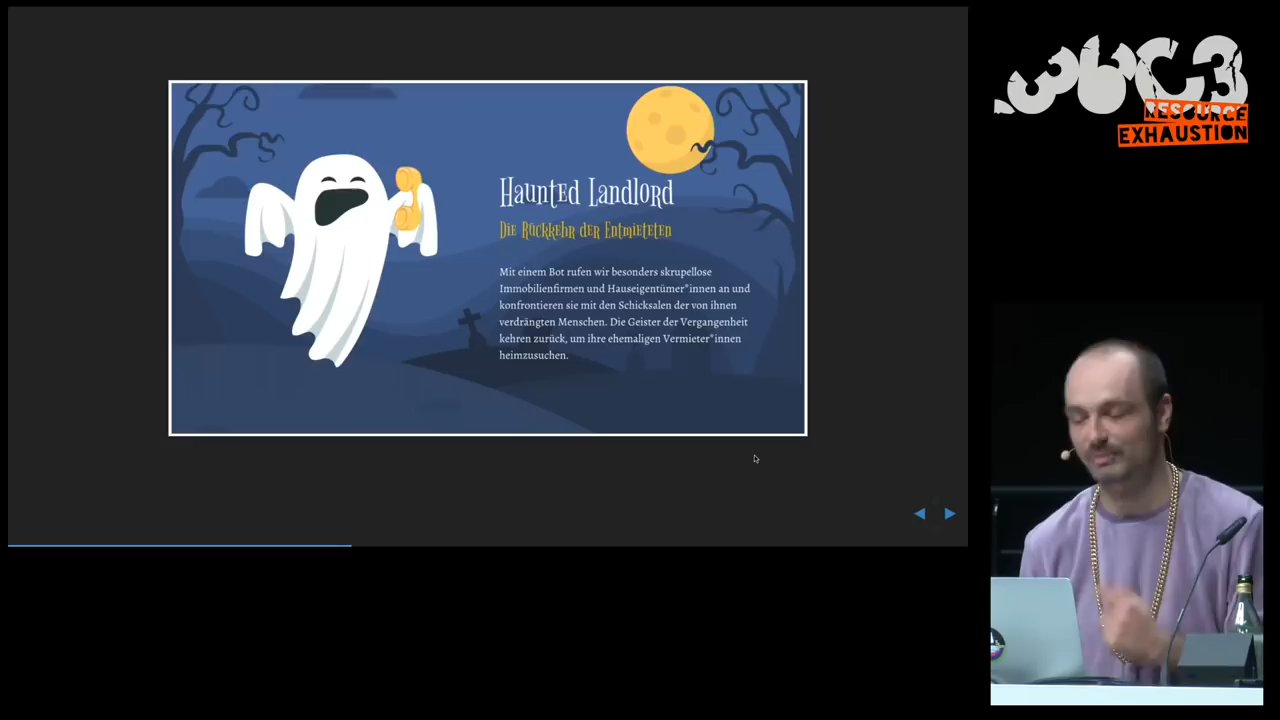 36C3
RESOURCE
EXHAUSTION
Haunted Landlord
Die Rückkehr der Entmieteten
Mit einem Bot rufen wir besonders skrupellose
Immobilienfirmen und Hauseigentümer*innen an und
konfrontieren sie mit den Schicksalen der von ihnen
verdrängten Menschen. Die Geister der Vergangenheit
kehren zurück, um ihre ehemaligen Vermieter*innen
heimzusuchen.